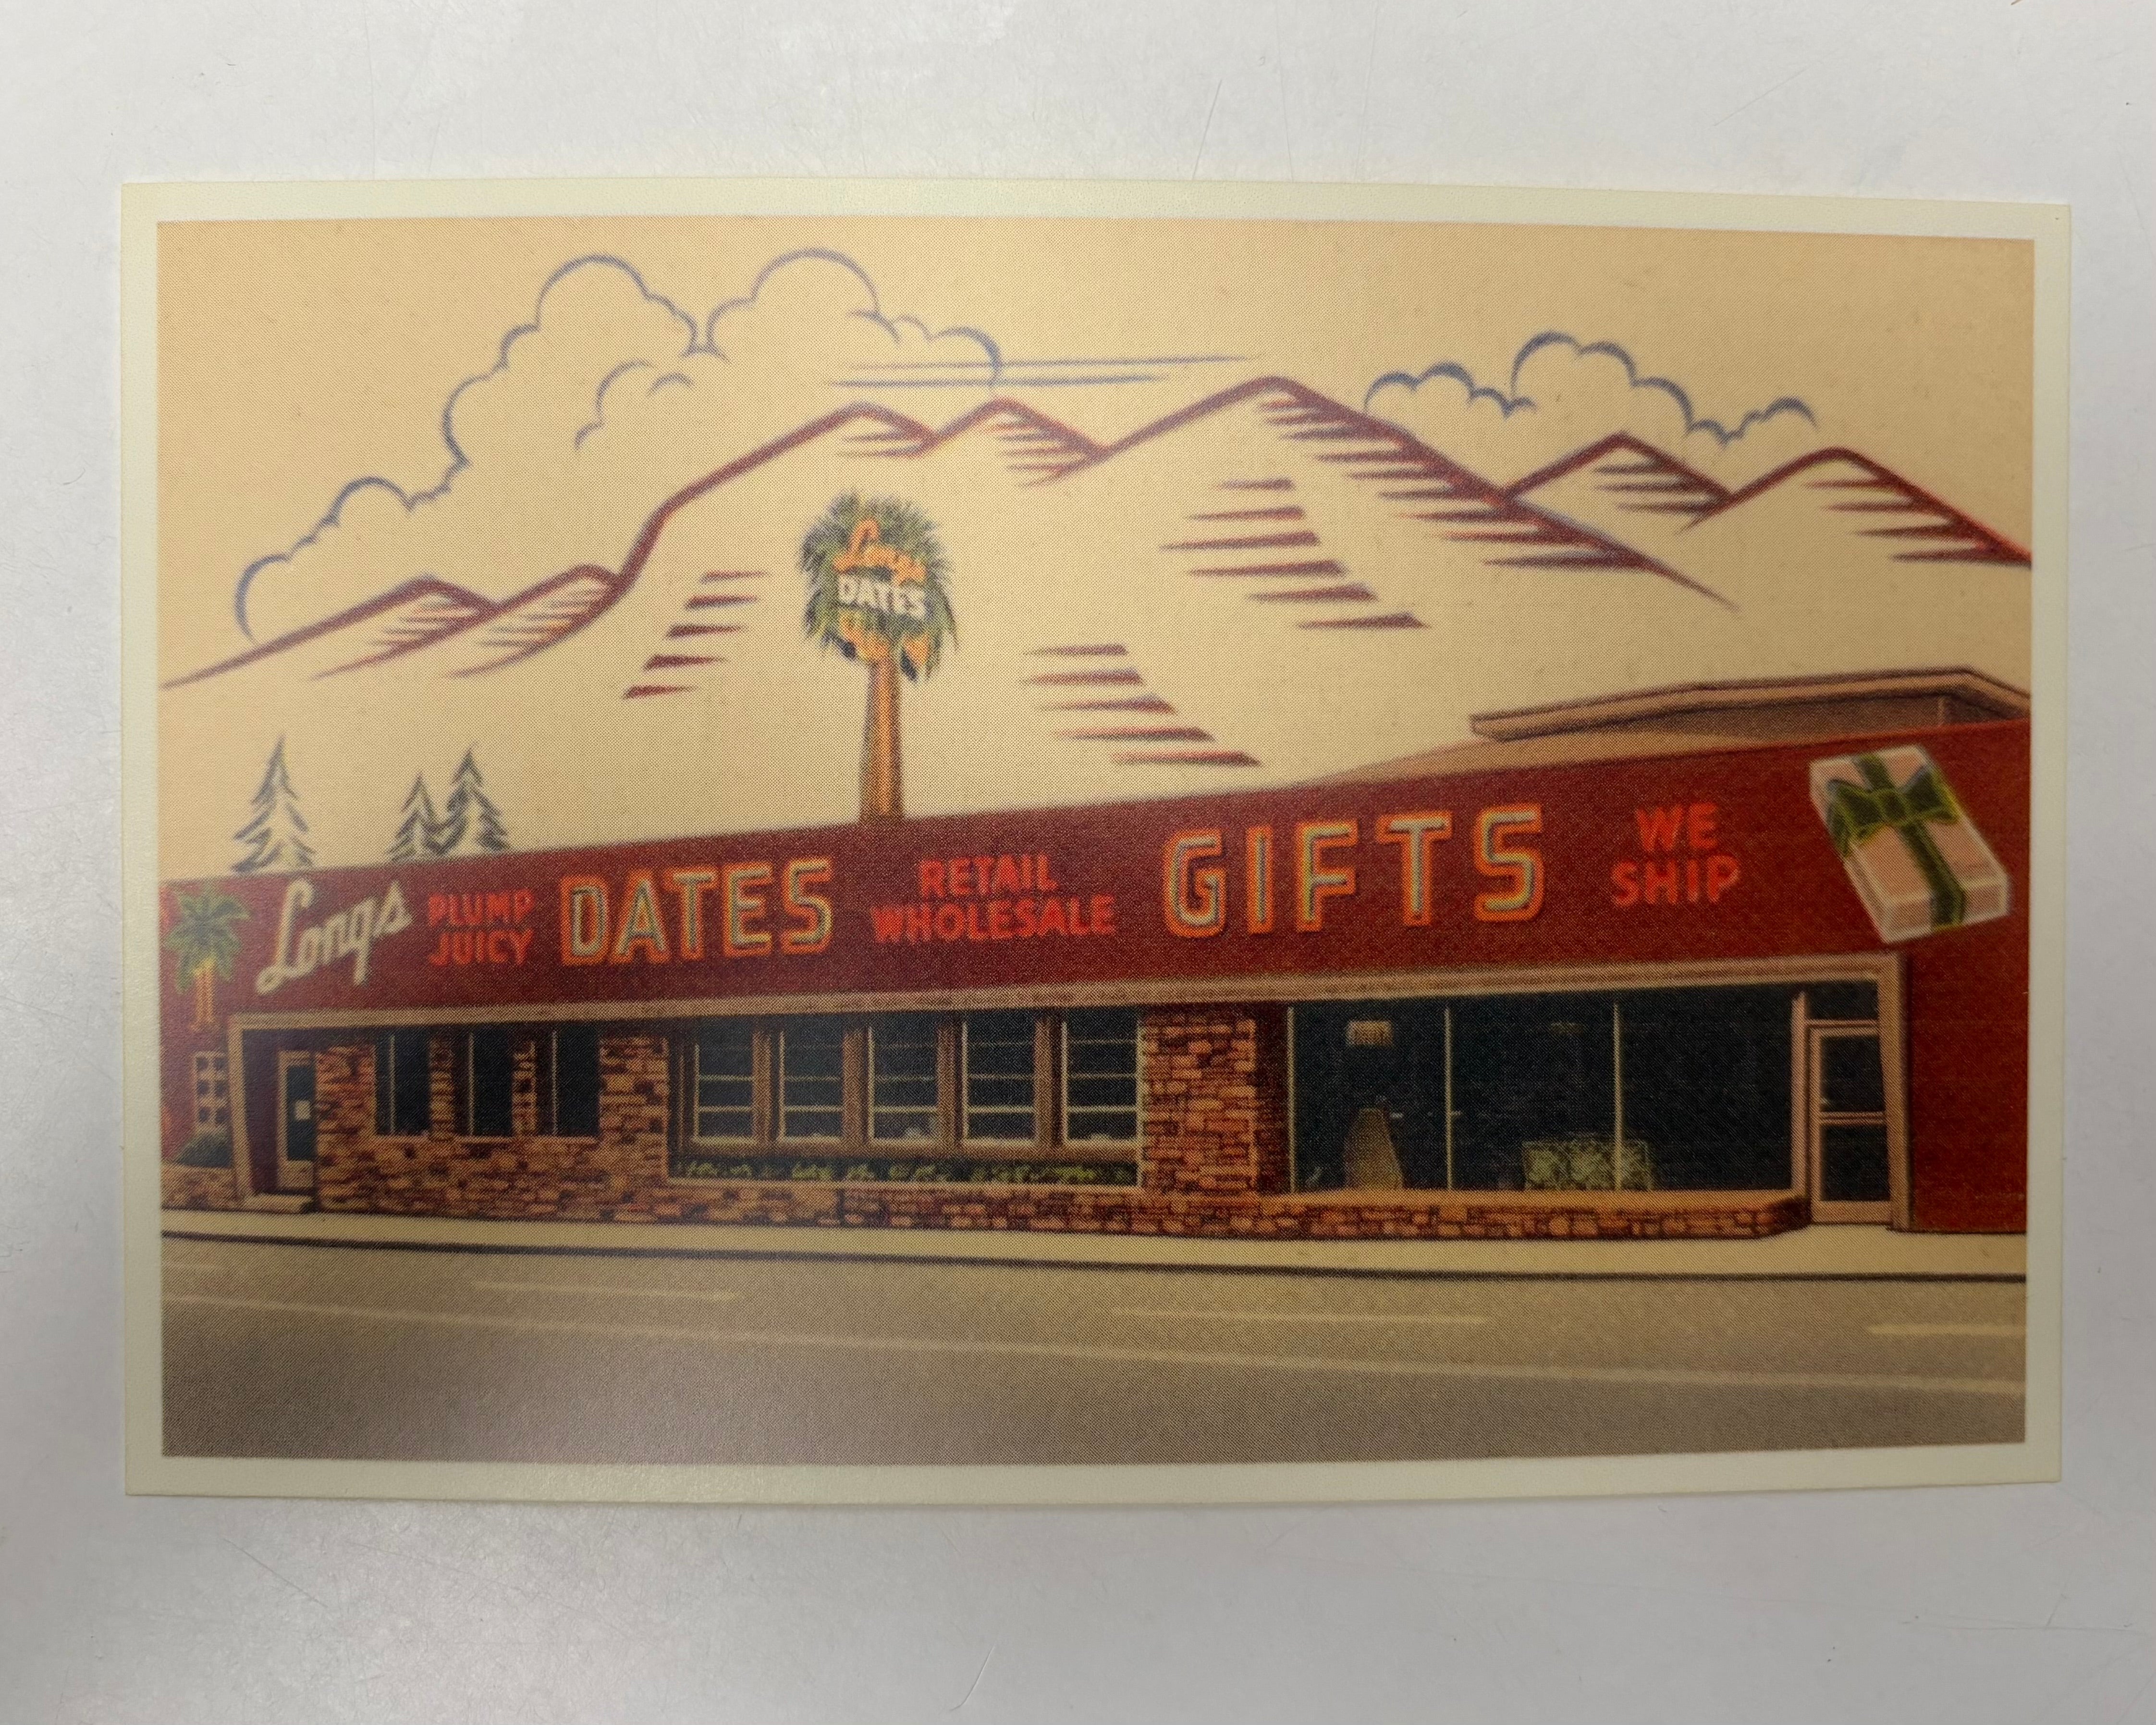 Longs
DATES
Longs
PLUMP
JUICY
DATES
RETAIL
WHOLESALE
GIFTS
WE
SHIP